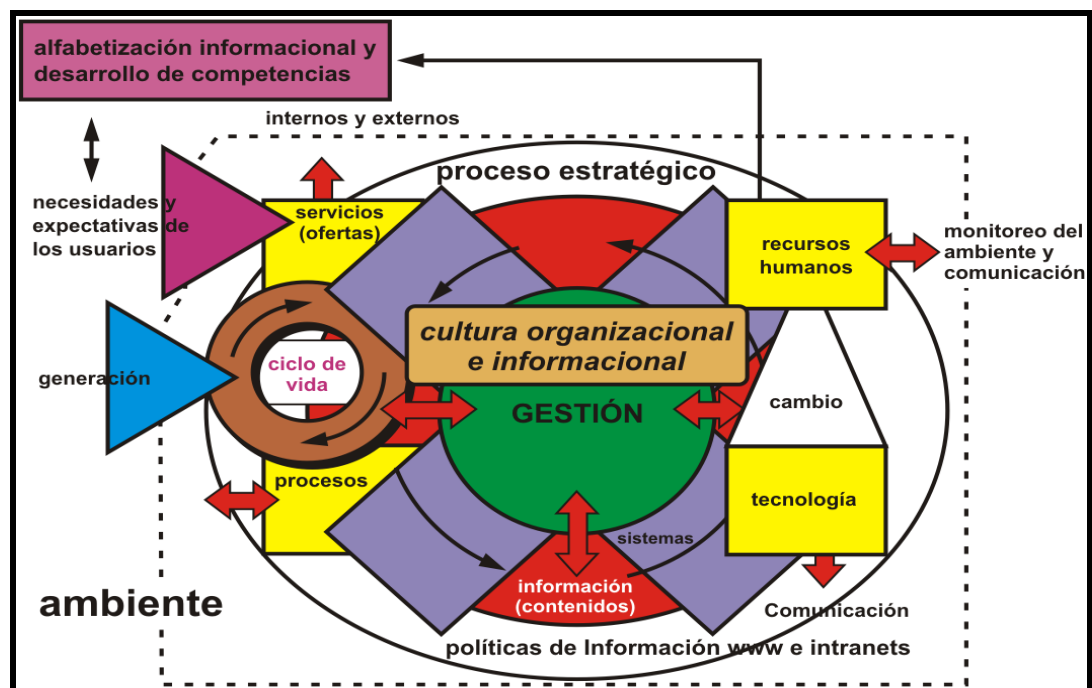 alfabetización informacional y
desarrollo de competencias
internos y externos
proceso estratégico
necesidades y
expectativas de
los usuarios
servicios
(ofertas)
recursos
humanos
monitoreo del
ambiente y
comunicación
cultura organizacional
e informacional
generación
ciclo de
vida
GESTIÓN
cambio
procesos
tecnología
sistemas
información
(contenidos)
ambiente
Comunicación
políticas de Información www e intranets